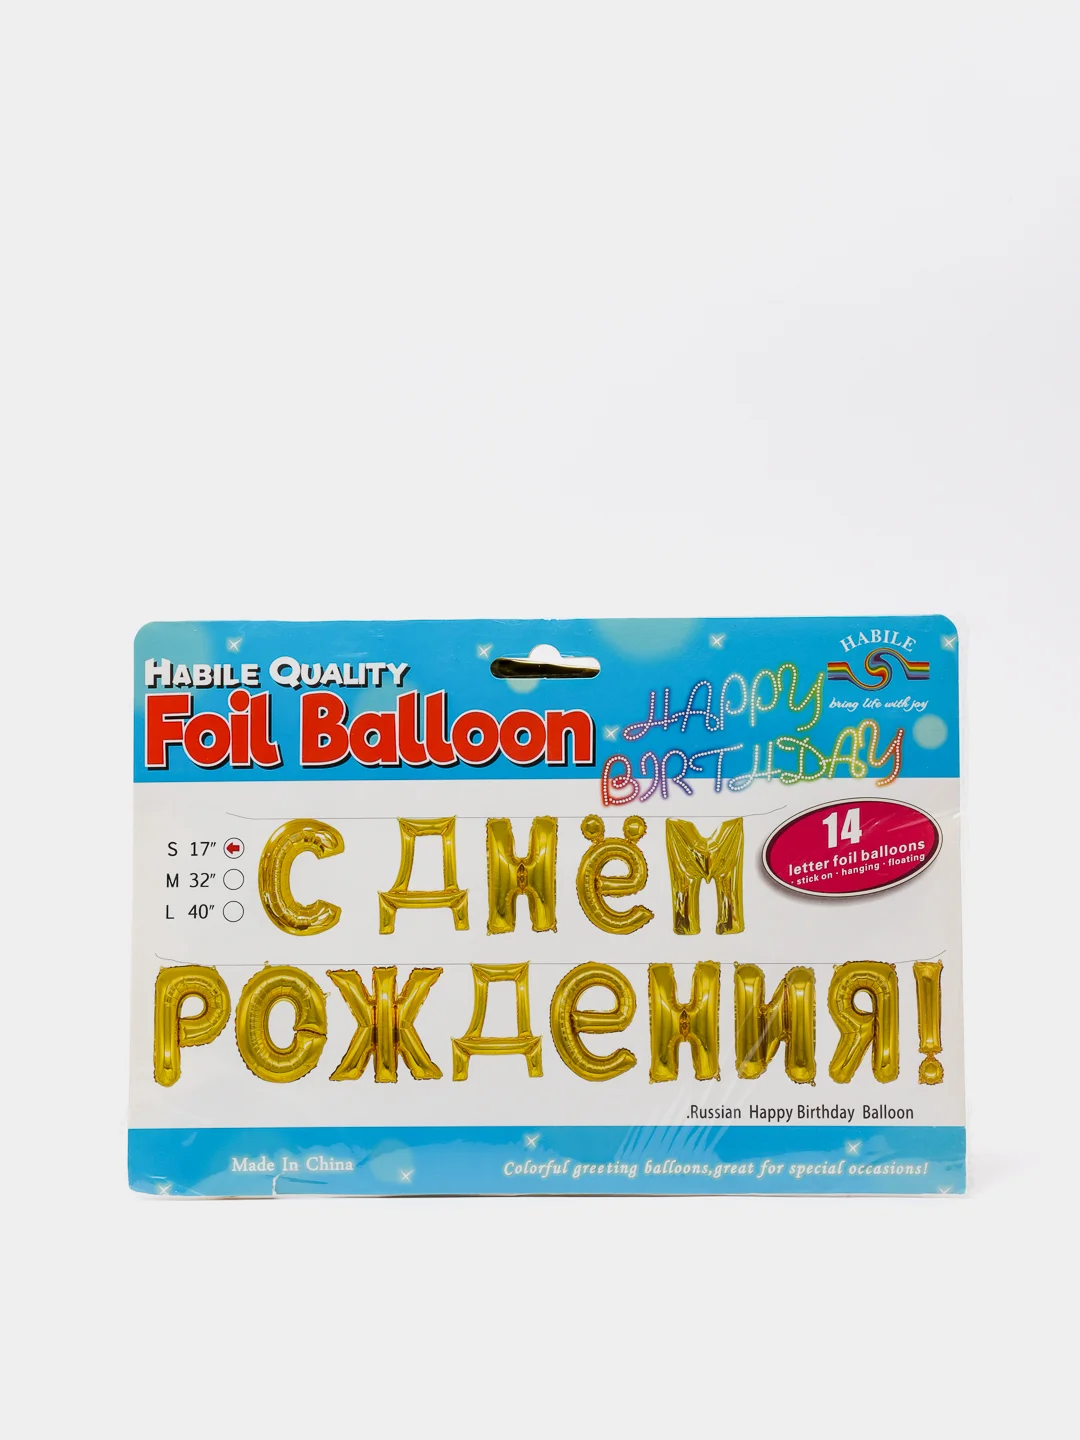 HABILE QUALITY
Foil Balloon
HAPPY
BIRTHDAY
HABILE
bring life with joy
S 17"
M 32"
L 40"
14
letter foil balloons
· stick on · hanging · floating
С ДНЁМ
РОЖДЕНИЯ!
.Russian Happy Birthday Balloon
Made In China
Colorful greeting balloons,great for special occasions!